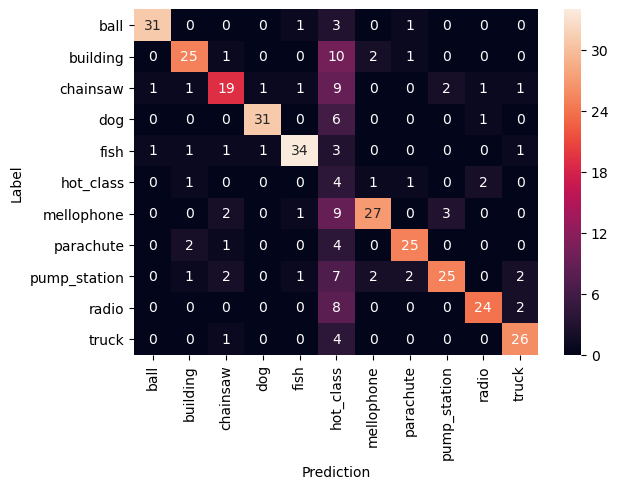 ball 31 0 0 0 1 3 0 1 0 0 0
building 0 25 1 0 0 10 2 1 0 0 0
chainsaw 1 1 19 1 1 9 0 0 2 1 1
dog 0 0 0 31 0 6 0 0 0 1 0
fish 1 1 1 1 34 3 0 0 0 0 1
hot_class 0 1 0 0 0 4 1 1 0 2 0
mellophone 0 0 2 0 1 9 27 0 3 0 0
parachute 0 2 1 0 0 4 0 25 0 0 0
pump_station 0 1 2 0 1 7 2 2 25 0 2
radio 0 0 0 0 0 8 0 0 0 24 2
truck 0 0 1 0 0 4 0 0 0 0 26
ball building chainsaw dog fish hot_class mellophone parachute pump_station radio truck
Prediction
Label
30
24
18
12
6
0